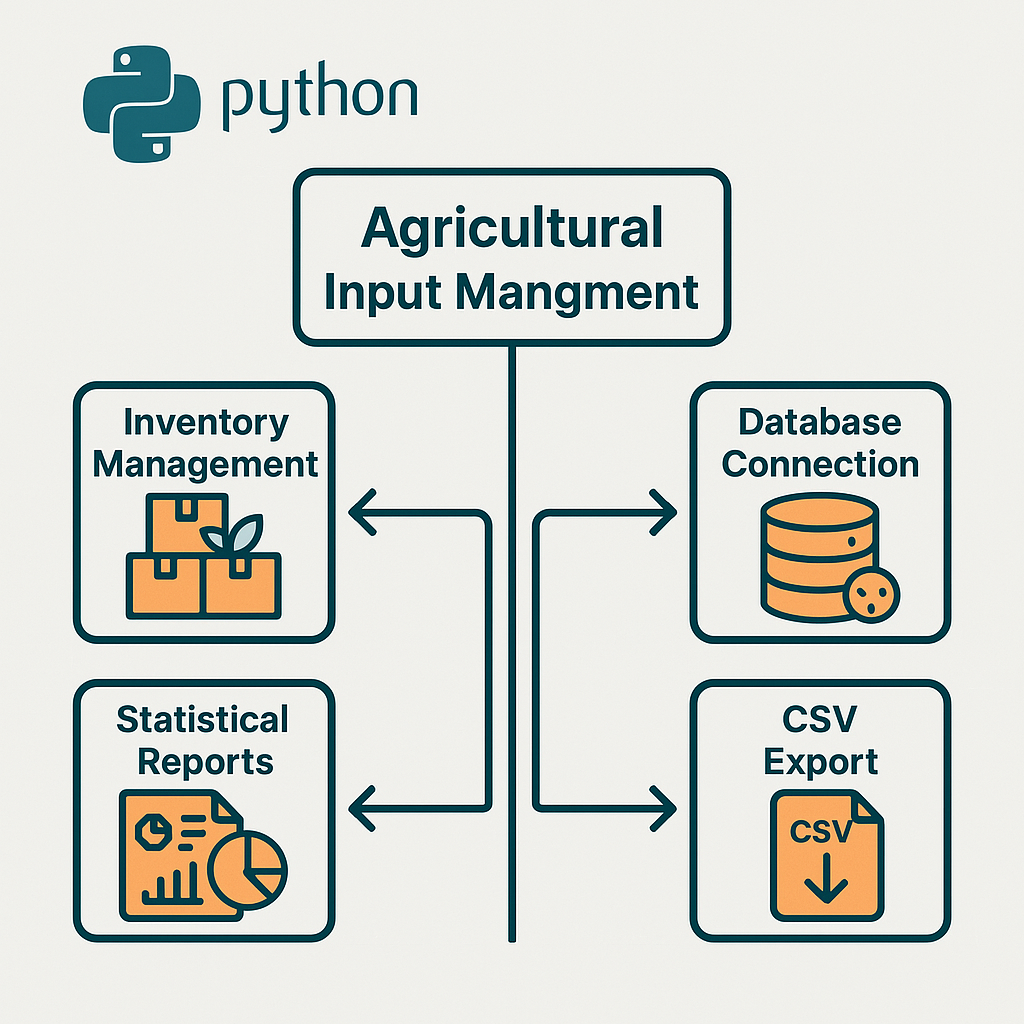 python
Agricultural
Input Mangment
Inventory
Management
Database
Connection
Statistical
Reports
CSV
Export
CSV